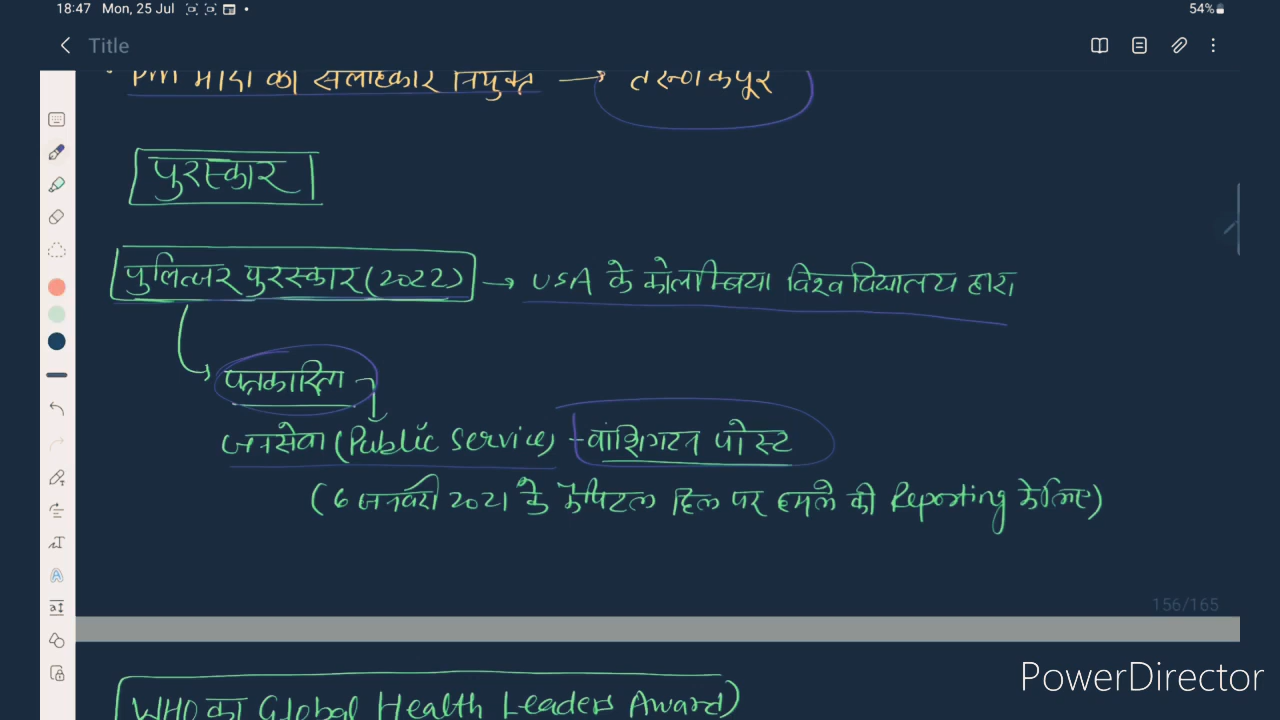 18:47 Mon, 25 Jul
54%
Title
PM मोदी का सलाहकार नियुक्त → तरुण कपूर
पुरस्कार
पुलित्जर पुरस्कार (2022) → USA के कोलाम्बिया विश्वविद्यालय द्वारा
पत्रकारिता
जनसेवा (Public Service) - वाशिंगटन पोस्ट
(6 जनवरी 2021 के कैपिटल हिल पर हमले की Reporting के लिए)
156/165
WHO का Global Health Leaders Award)
PowerDirector